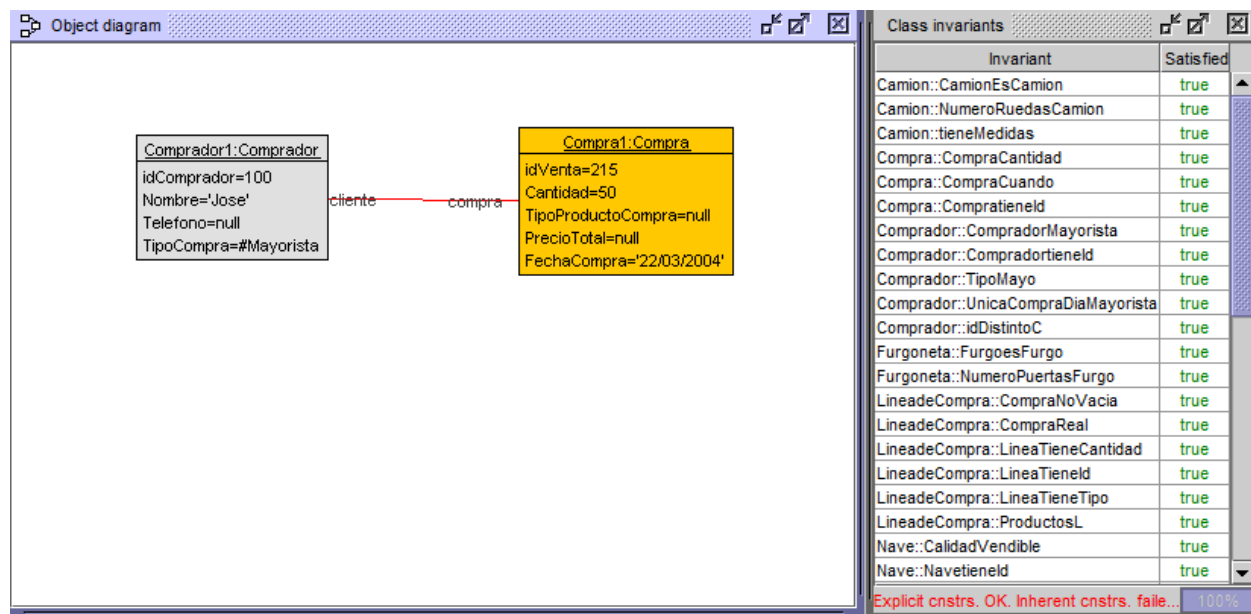 Object diagram
Comprador1:Comprador
idComprador=100
Nombre='Jose'
Telefono=null
TipoCompra=#Mayorista
cliente
compra
Compra1:Compra
idVenta=215
Cantidad=50
TipoProductoCompra=null
PrecioTotal=null
FechaCompra='22/03/2004'
Class invariants
Invariant Satisfied
Camion::CamionEsCamion true
Camion::NumeroRuedasCamion true
Camion::tieneMedidas true
Compra::CompraCantidad true
Compra::CompraCuando true
Compra::CompratieneId true
Comprador::CompradorMayorista true
Comprador::CompradortieneId true
Comprador::TipoMayo true
Comprador::UnicaCompraDiaMayorista true
Comprador::idDistintoC true
Furgoneta::FurgoesFurgo true
Furgoneta::NumeroPuertasFurgo true
LineadeCompra::CompraNoVacia true
LineadeCompra::CompraReal true
LineadeCompra::LineaTieneCantidad true
LineadeCompra::LineaTieneId true
LineadeCompra::LineaTieneTipo true
LineadeCompra::ProductosL true
Nave::CalidadVendible true
Nave::NavetieneId true
Explicit cnstrs. OK. Inherent cnstrs. faile... 100%